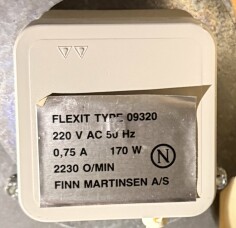 FLEXIT TYPE 09320
220 V AC 50 Hz
0,75 A 170 W
2230 O/MIN
N
FINN MARTINSEN A/S